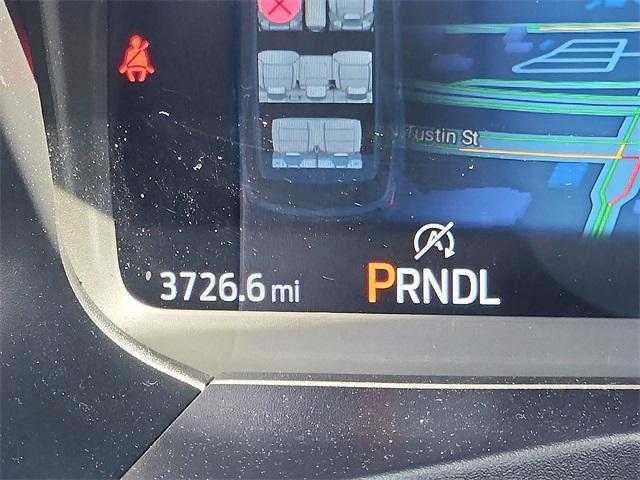 Tustin St
A
3726.6 mi
PRNDL